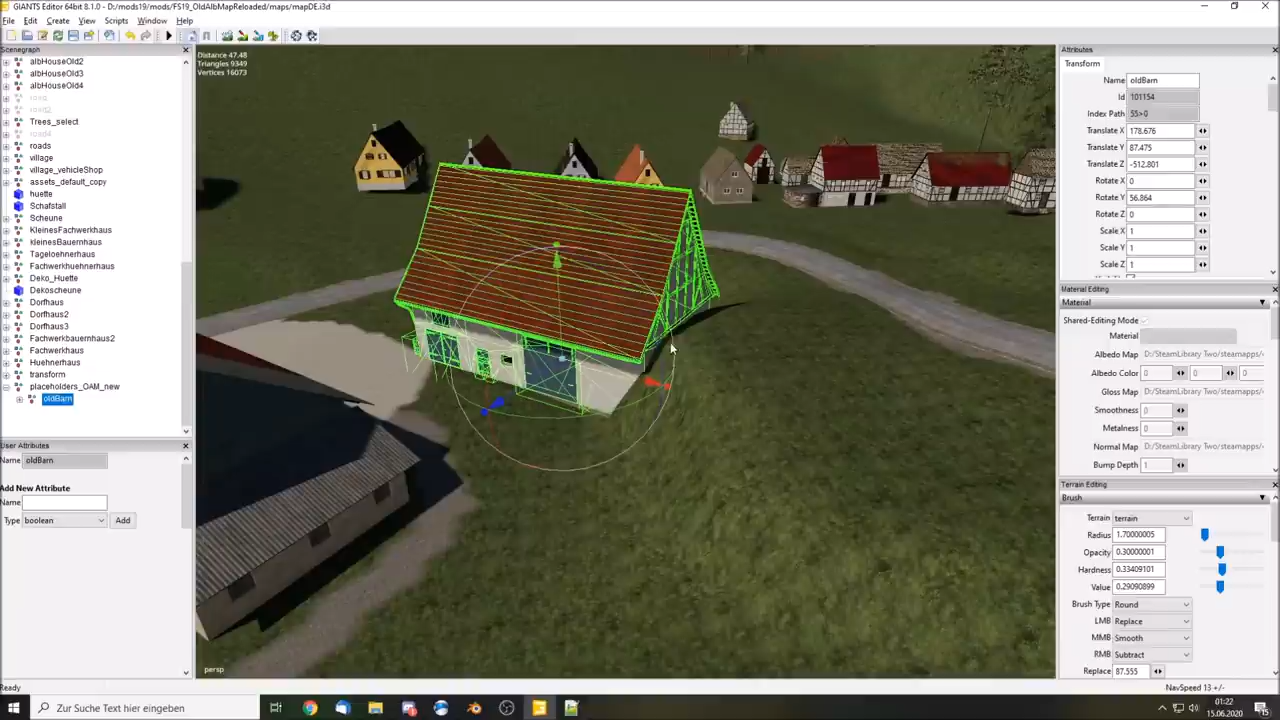 GIANTS Editor 64bit 8.1.0 - D:/mods19/mods/FS19_OldAlbMapReloaded/maps/mapDE.i3d
File Edit Create View Scripts Window Help
Scenegraph
albHouseOld2
albHouseOld3
albHouseOld4
road
road2
Trees_select
road4
roads
village
village_vehicleShop
assets_default_copy
huette
Schafstall
Scheune
KleinesFachwerkhaus
kleinesBauernhaus
Tageloehnerhaus
Fachwerkhuehnerhaus
Deko_Huette
Dekoscheune
Dorfhaus
Dorfhaus2
Dorfhaus3
Fachwerkbauernhaus2
Fachwerkhaus
Huehnerhaus
transform
placeholders_OAM_new
oldBarn
User Attributes
Name oldBarn
Add New Attribute
Name
Type boolean Add
Ready
Distance 47.48
Triangles 9349
Vertices 16073
persp
Attributes
Transform
Name oldBarn
Id 101154
Index Path 55>0
Translate X 178.676
Translate Y 87.475
Translate Z -512.801
Rotate X 0
Rotate Y 56.864
Rotate Z 0
Scale X 1
Scale Y 1
Scale Z 1
Material Editing
Material
Shared-Editing Mode
Material
Albedo Map D:/SteamLibrary Two/steamapps/
Albedo Color 0 0 0
Gloss Map D:/SteamLibrary Two/steamapps/
Smoothness 0
Metalness 0
Normal Map D:/SteamLibrary Two/steamapps/
Bump Depth 1
Terrain Editing
Brush
Terrain terrain
Radius 1.70000005
Opacity 0.30000001
Hardness 0.33409101
Value 0.29090899
Brush Type Round
LMB Replace
MMB Smooth
RMB Subtract
Replace 87.555
NavSpeed 13 +/-
Zur Suche Text hier eingeben
01:22
15.06.2020